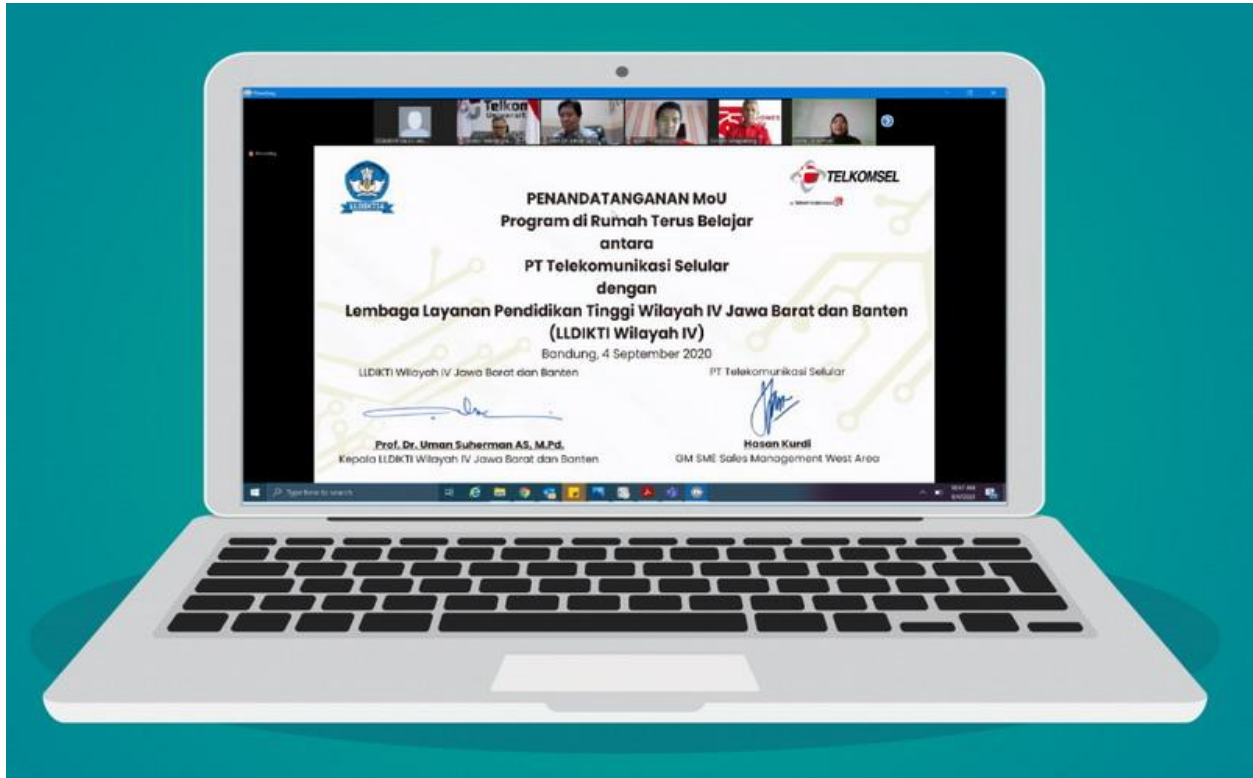 Telkom
LLDIKTI4
TELKOMSEL
PENANDATANGANAN MoU
Program di Rumah Terus Belajar
antara
PT Telekomunikasi Selular
dengan
Lembaga Layanan Pendidikan Tinggi Wilayah IV Jawa Barat dan Banten
(LLDIKTI Wilayah IV)
Bandung, 4 September 2020
LLDIKTI Wilayah IV Jawa Barat dan Banten
PT Telekomunikasi Selular
Prof. Dr. Uman Suherman AS, M.Pd.
Kepala LLDIKTI Wilayah IV Jawa Barat dan Banten
Hasan Kurdi
GM SME Sales Management West Area
Type here to search